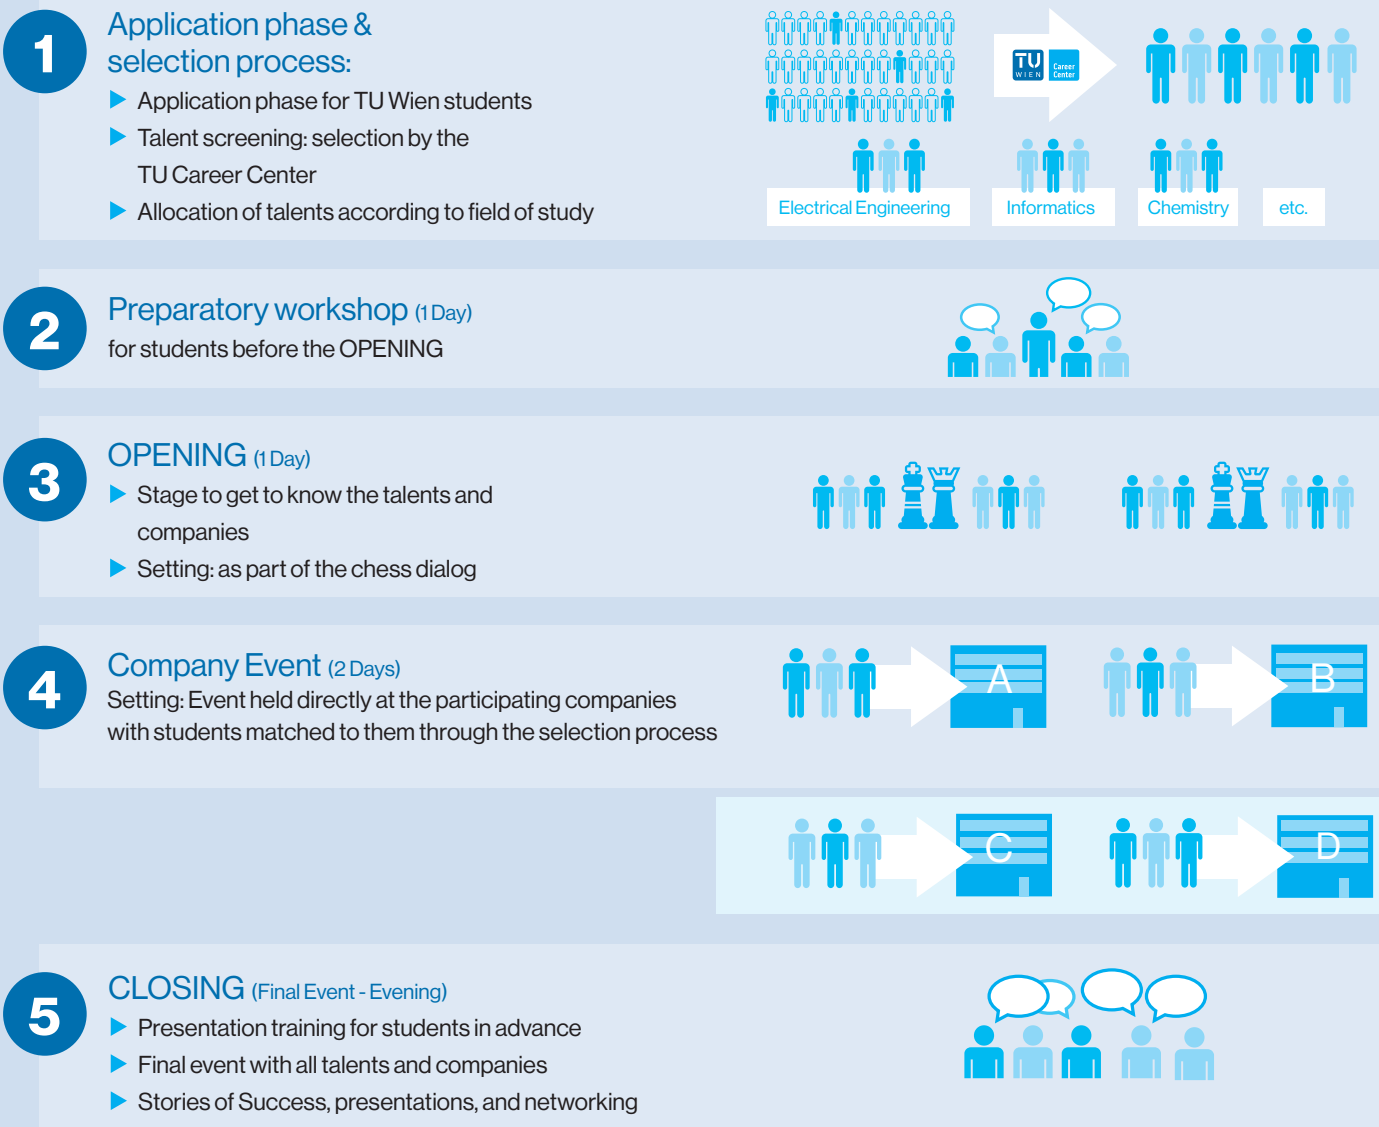 1
Application phase &
selection process:
▶ Application phase for TU Wien students
▶ Talent screening: selection by the
TU Career Center
▶ Allocation of talents according to field of study
TU
WIEN
Career
Center
Electrical Engineering
Informatics
Chemistry
etc.
2
Preparatory workshop (1 Day)
for students before the OPENING
3
OPENING (1 Day)
▶ Stage to get to know the talents and
companies
▶ Setting: as part of the chess dialog
4
Company Event (2 Days)
Setting: Event held directly at the participating companies
with students matched to them through the selection process
A
B
C
D
5
CLOSING (Final Event - Evening)
▶ Presentation training for students in advance
▶ Final event with all talents and companies
▶ Stories of Success, presentations, and networking